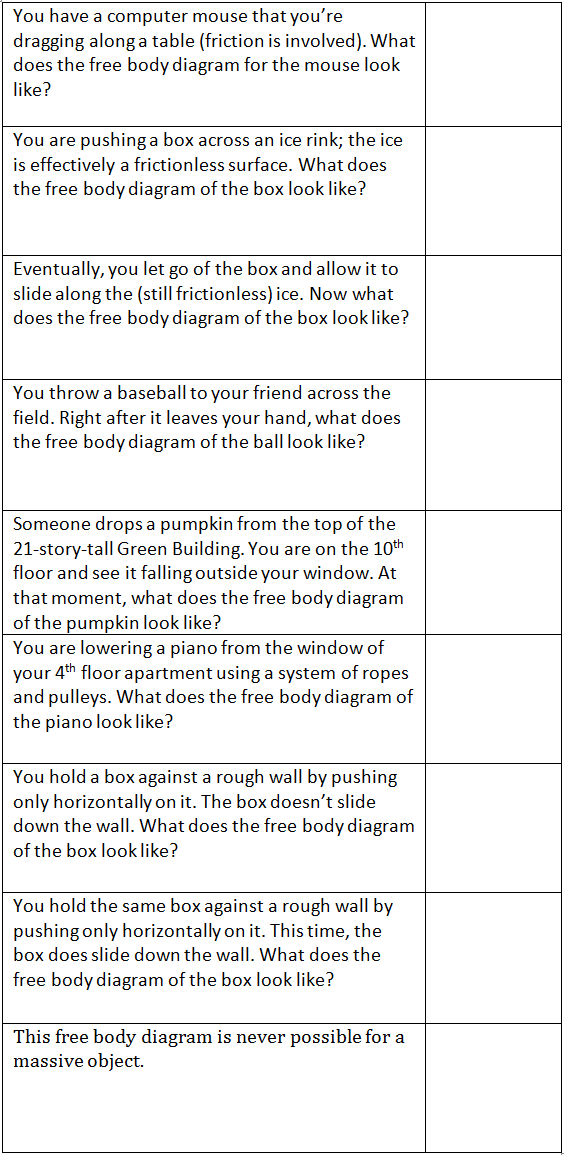 You have a computer mouse that you’re
dragging along a table (friction is involved). What
does the free body diagram for the mouse look
like?
You are pushing a box across an ice rink; the ice
is effectively a frictionless surface. What does
the free body diagram of the box look like?
Eventually, you let go of the box and allow it to
slide along the (still frictionless) ice. Now what
does the free body diagram of the box look like?
You throw a baseball to your friend across the
field. Right after it leaves your hand, what does
the free body diagram of the ball look like?
Someone drops a pumpkin from the top of the
21-story-tall Green Building. You are on the 10th
floor and see it falling outside your window. At
that moment, what does the free body diagram
of the pumpkin look like?
You are lowering a piano from the window of
your 4th floor apartment using a system of ropes
and pulleys. What does the free body diagram of
the piano look like?
You hold a box against a rough wall by pushing
only horizontally on it. The box doesn’t slide
down the wall. What does the free body diagram
of the box look like?
You hold the same box against a rough wall by
pushing only horizontally on it. This time, the
box does slide down the wall. What does the
free body diagram of the box look like?
This free body diagram is never possible for a
massive object.